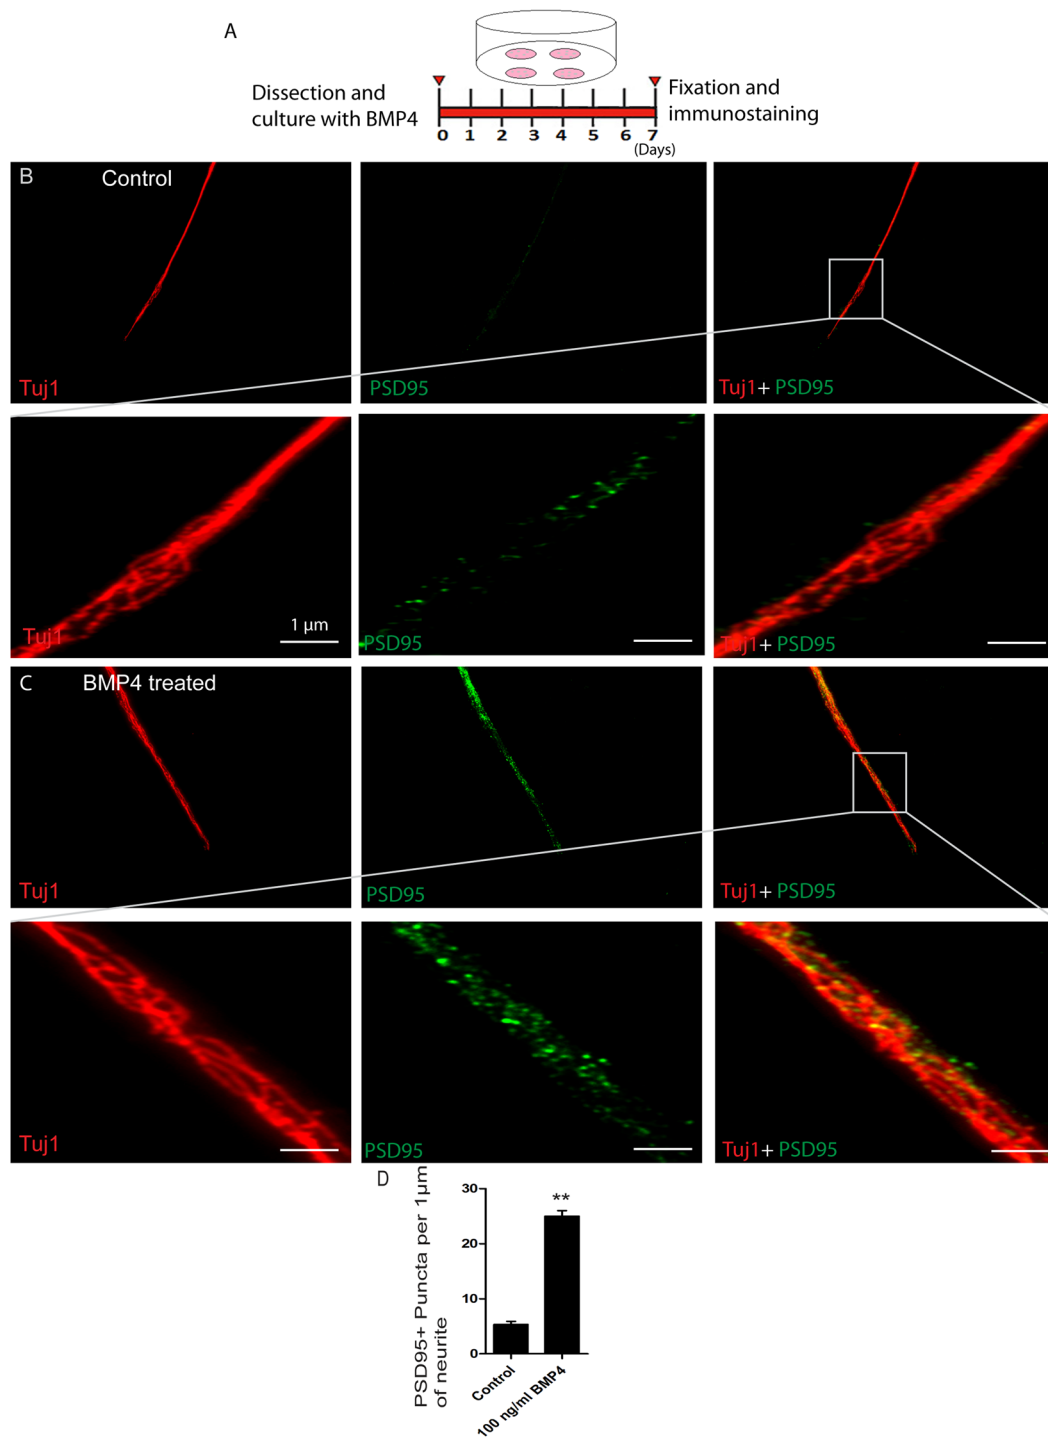 A
Dissection and
culture with BMP4
Fixation and
immunostaining
0 1 2 3 4 5 6 7
(Days)
B
Control
Tuj1
PSD95
Tuj1+ PSD95
Tuj1
1 μm
PSD95
Tuj1+ PSD95
C
BMP4 treated
Tuj1
PSD95
Tuj1+ PSD95
Tuj1
PSD95
Tuj1+ PSD95
D
PSD95+ Puncta per 1μm
of neurite
30
20
10
0
**
Control
100 ng/ml BMP4